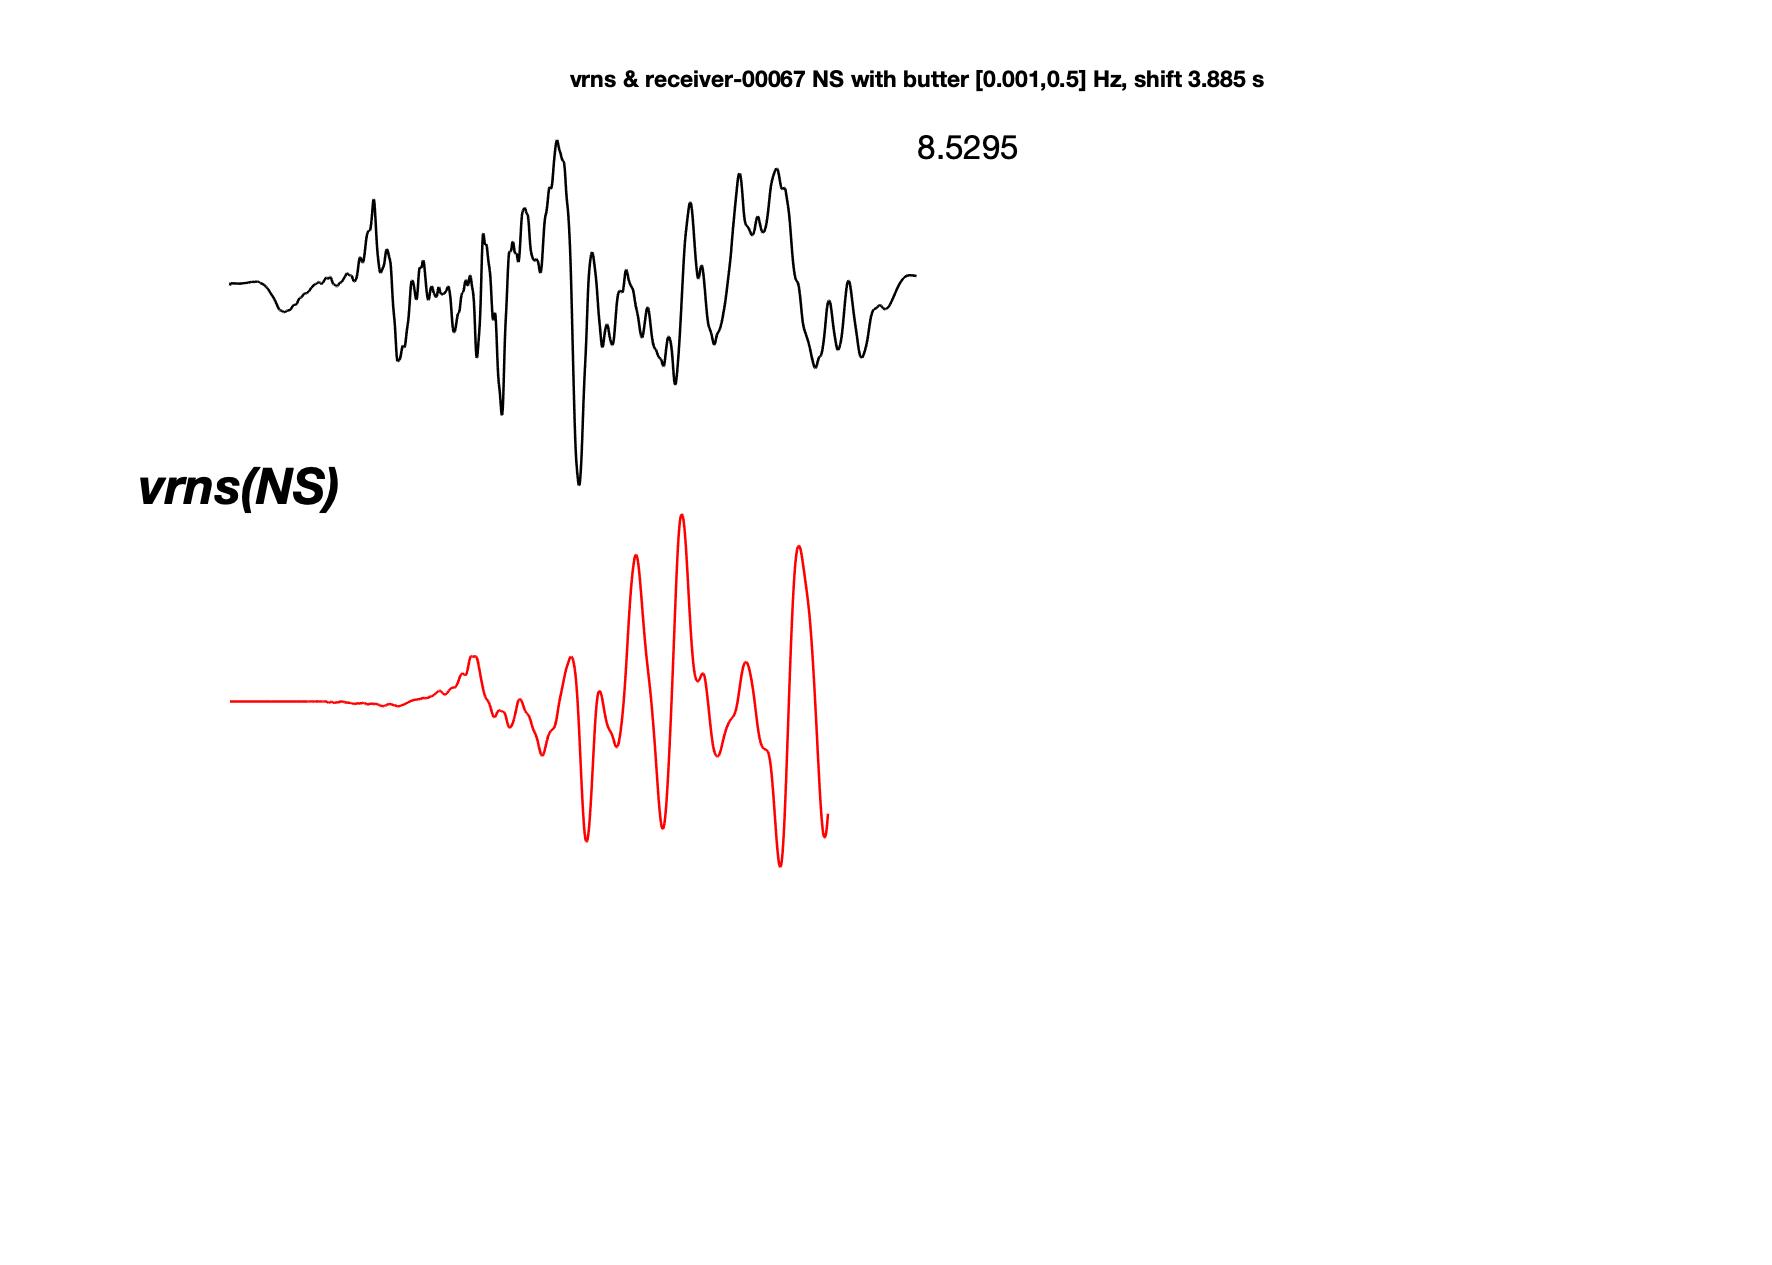 vrns & receiver-00067 NS with butter [0.001,0.5] Hz, shift 3.885 s
8.5295
vrns(NS)